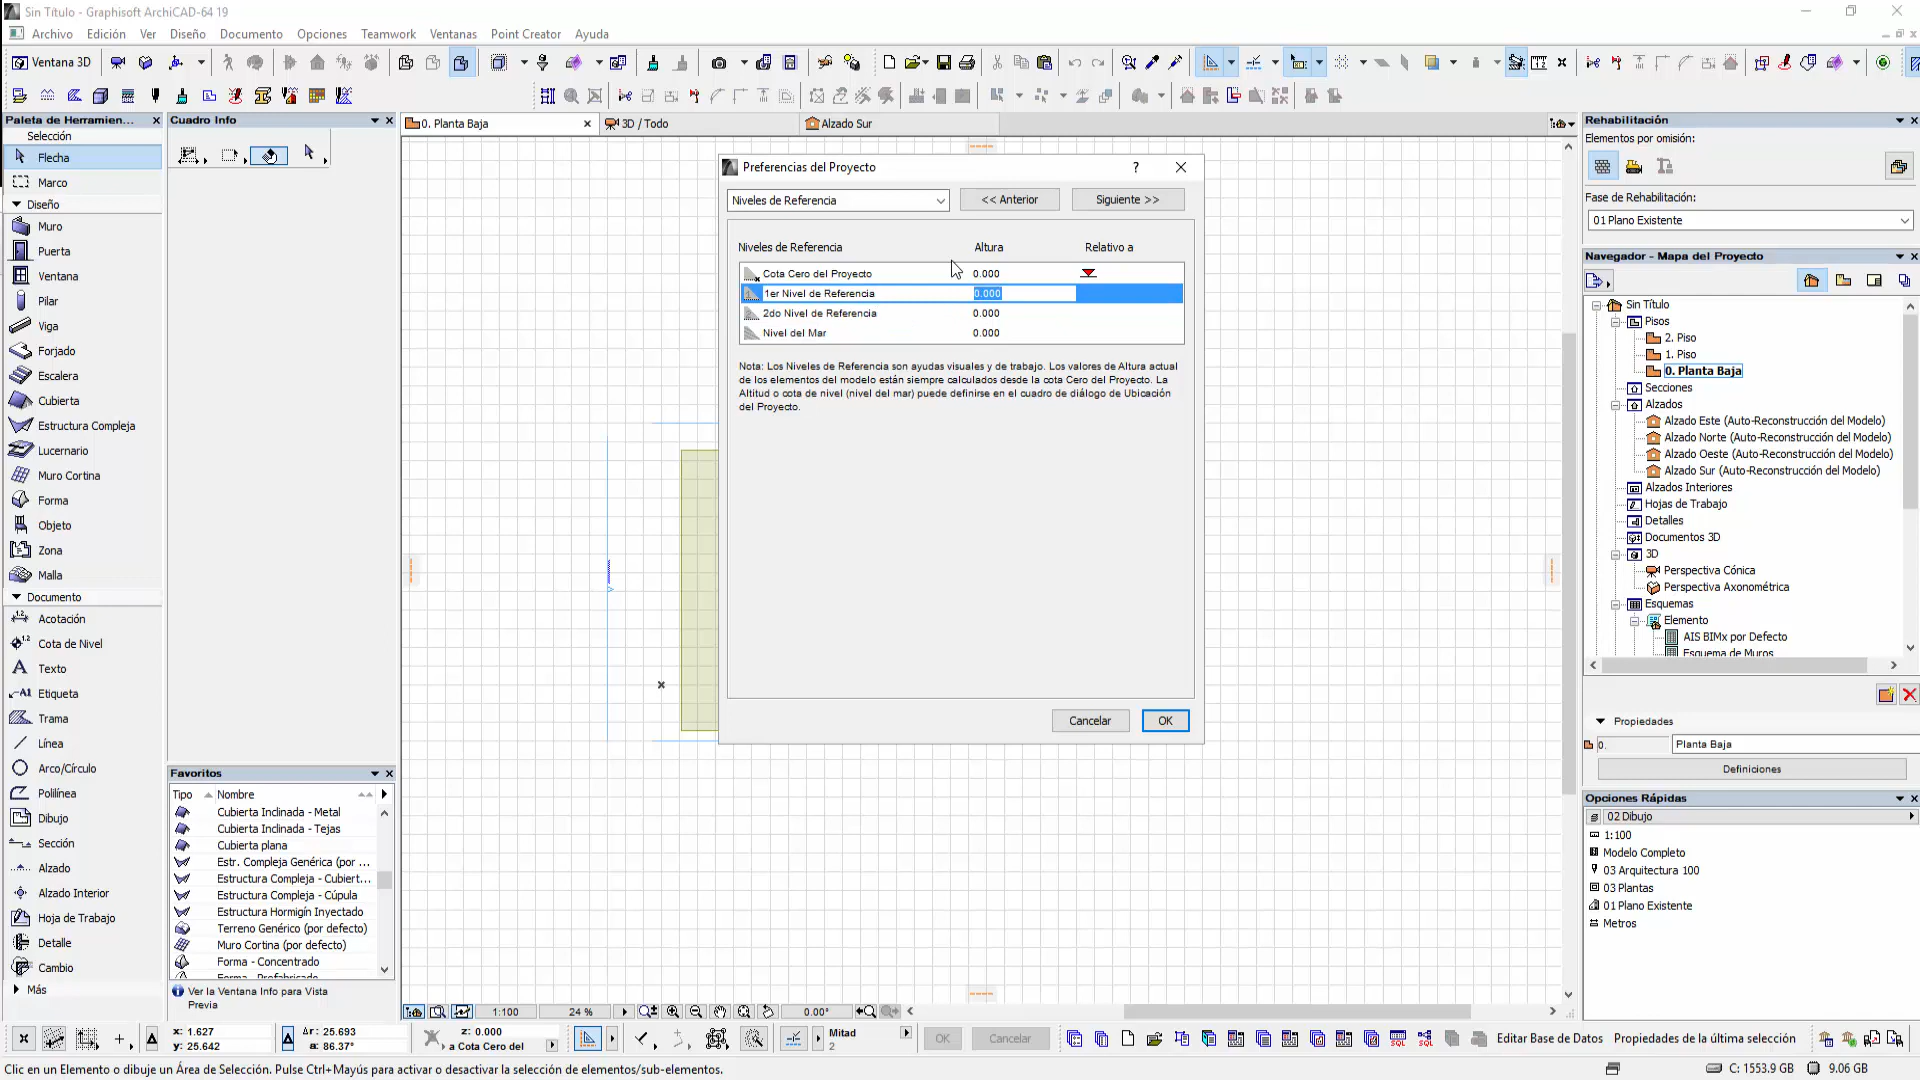 Sin Título - Graphisoft ArchiCAD-64 19
Archivo Edición Ver Diseño Documento Opciones Teamwork Ventanas Point Creator Ayuda
Ventana 3D
Paleta de Herramien...
Selección
Flecha
Marco
Diseño
Muro
Puerta
Ventana
Pilar
Viga
Forjado
Escalera
Cubierta
Estructura Compleja
Lucernario
Muro Cortina
Forma
Objeto
Zona
Malla
Documento
Acotación
Cota de Nivel
Texto
Etiqueta
Trama
Línea
Arco/Círculo
Polilínea
Dibujo
Sección
Alzado
Alzado Interior
Hoja de Trabajo
Detalle
Cambio
Más
Cuadro Info
Favoritos
Tipo Nombre
Cubierta Inclinada - Metal
Cubierta Inclinada - Tejas
Cubierta plana
Estr. Compleja Genérica (por ...
Estructura Compleja - Cubiert...
Estructura Compleja - Cúpula
Estructura Hormigín Inyectado
Terreno Genérico (por defecto)
Muro Cortina (por defecto)
Forma - Concentrado
Forma - Prefabricado
Ver la Ventana Info para Vista
Previa
0. Planta Baja
3D / Todo
Alzado Sur
Preferencias del Proyecto
?
Niveles de Referencia
<< Anterior
Siguiente >>
Niveles de Referencia Altura Relativo a
Cota Cero del Proyecto 0.000
1er Nivel de Referencia 0.000
2do Nivel de Referencia 0.000
Nivel del Mar 0.000
Nota: Los Niveles de Referencia son ayudas visuales y de trabajo. Los valores de Altura actual
de los elementos del modelo están siempre calculados desde la cota Cero del Proyecto. La
Altitud o cota de nivel (nivel del mar) puede definirse en el cuadro de diálogo de Ubicación
del Proyecto.
Cancelar
OK
Rehabilitación
Elementos por omisión:
Fase de Rehabilitación:
01 Plano Existente
Navegador - Mapa del Proyecto
Sin Título
Pisos
2. Piso
1. Piso
0. Planta Baja
Secciones
Alzados
Alzado Este (Auto-Reconstrucción del Modelo)
Alzado Norte (Auto-Reconstrucción del Modelo)
Alzado Oeste (Auto-Reconstrucción del Modelo)
Alzado Sur (Auto-Reconstrucción del Modelo)
Alzados Interiores
Hojas de Trabajo
Detalles
Documentos 3D
3D
Perspectiva Cónica
Perspectiva Axonométrica
Esquemas
Elemento
AIS BIMx por Defecto
Esquema de Muros
Propiedades
0. Planta Baja
Definiciones
Opciones Rápidas
02 Dibujo
1:100
Modelo Completo
03 Arquitectura 100
03 Plantas
01 Plano Existente
Metros
1:100
24 %
0.00°
x: 1.627
y: 25.642
Δr: 25.693
a: 86.37°
z: 0.000
a Cota Cero del
Mitad
2
OK
Cancelar
Editar Base de Datos
Propiedades de la última selección
Clic en un Elemento o dibuje un Área de Selección. Pulse Ctrl+Mayús para activar o desactivar la selección de elementos/sub-elementos.
C: 1553.9 GB
9.06 GB